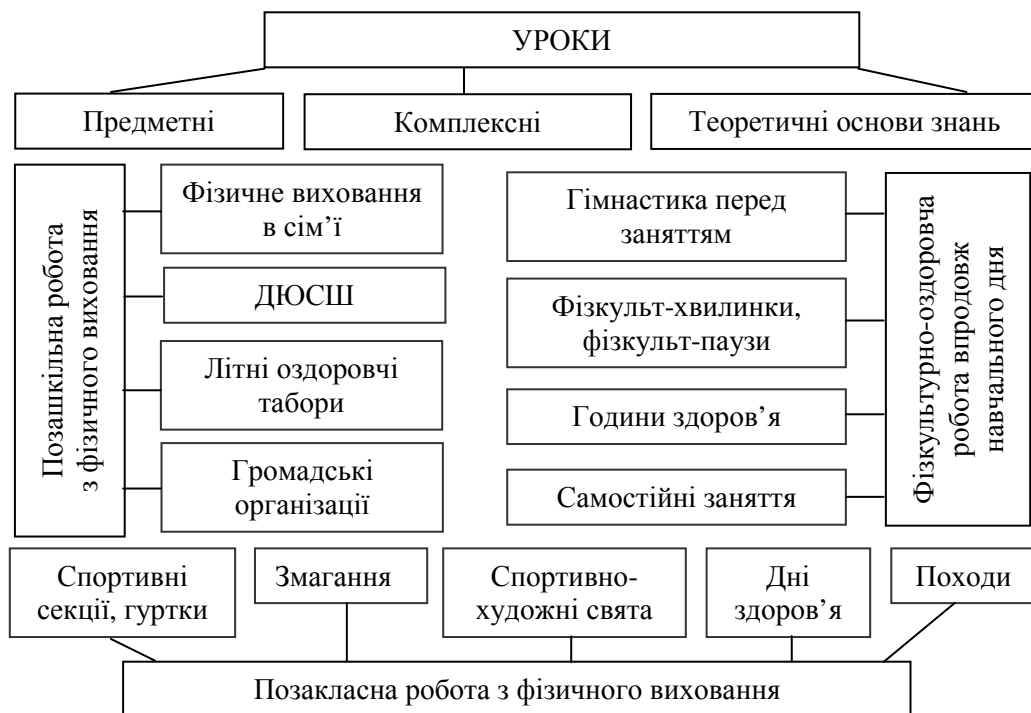 УРОКИ
Предметні
Комплексні
Теоретичні основи знань
Позашкільна робота
з фізичного виховання
Фізичне виховання
в сім’ї
ДЮСШ
Літні оздоровчі
табори
Громадські
організації
Гімнастика перед
заняттям
Фізкульт-хвилинки,
фізкульт-паузи
Години здоров’я
Самостійні заняття
Фізкультурно-оздоровча
робота впродовж
навчального дня
Спортивні
секції, гуртки
Змагання
Спортивно-
художні свята
Дні
здоров’я
Походи
Позакласна робота з фізичного виховання